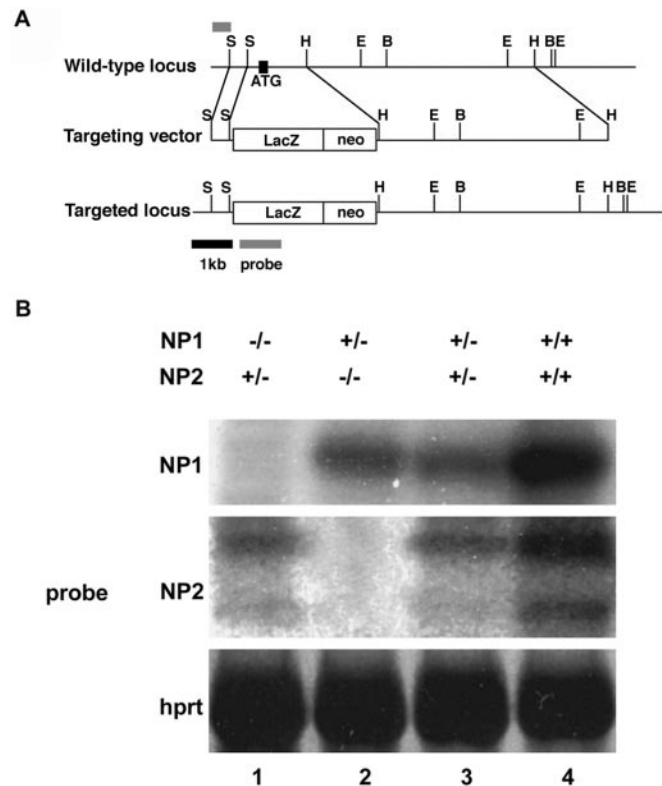 A
S S H E B E H BE
Wild-type locus
ATG
S S H E B E H
Targeting vector LacZ neo
S S H E B E H BE
Targeted locus LacZ neo
1kb probe
B
NP1 -/- +/- +/- +/+
NP2 +/- -/- +/- +/+
NP1
probe NP2
hprt
1 2 3 4